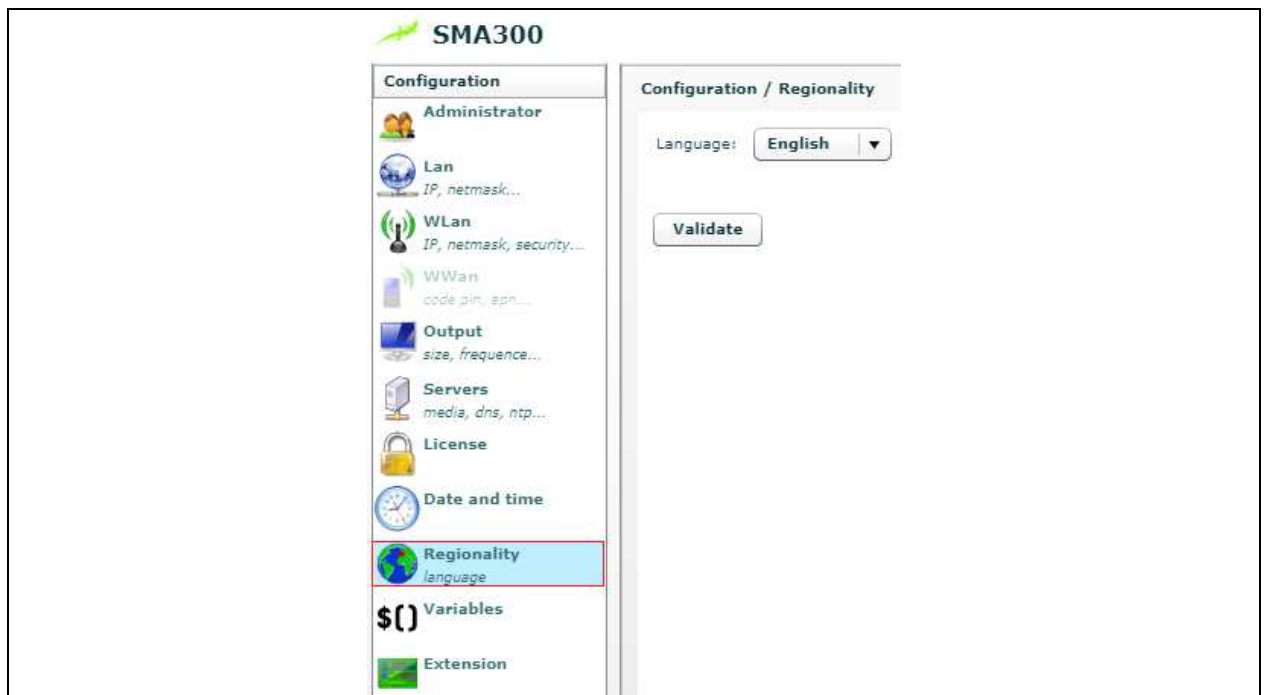 SMA300
Configuration
Administrator
Lan
IP, netmask...
WLan
IP, netmask, security...
WWan
code pin, apn...
Output
size, frequence...
Servers
media, dns, ntp...
License
Date and time
Regionality
language
$()
Variables
Extension
Configuration / Regionality
Language:
English
Validate